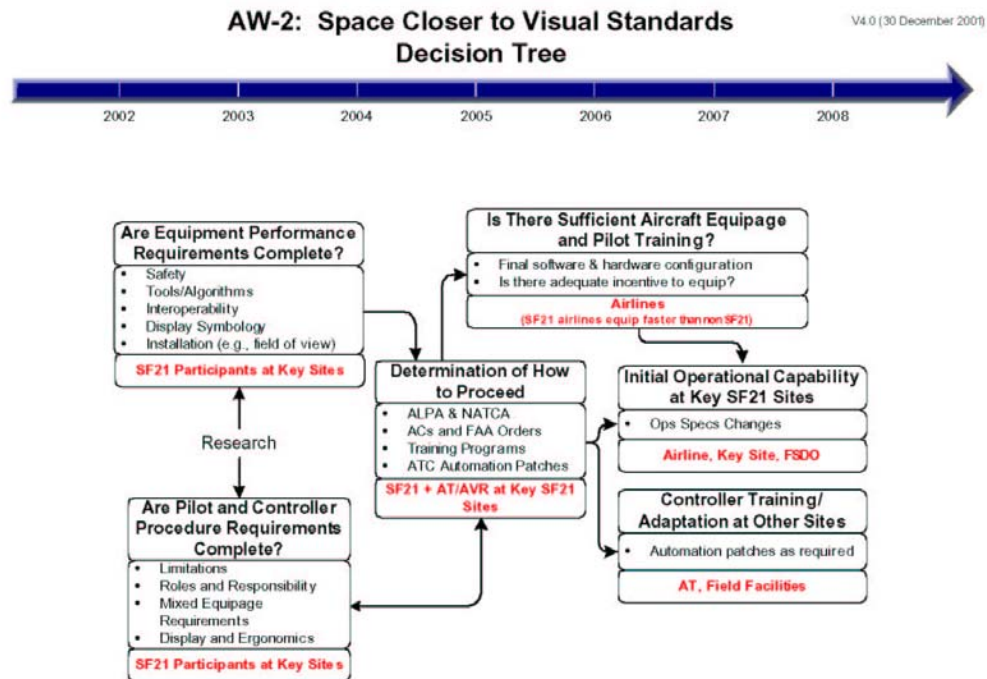 AW-2: Space Closer to Visual Standards
Decision Tree
V4.0 (30 December 2001)
2002
2003
2004
2005
2006
2007
2008
Are Equipment Performance
Requirements Complete?
• Safety
• Tools/Algorithms
• Interoperability
• Display Symbology
• Installation (e.g., field of view)
SF21 Participants at Key Sites
Research
Are Pilot and Controller
Procedure Requirements
Complete?
• Limitations
• Roles and Responsibility
• Mixed Equipage
Requirements
• Display and Ergonomics
SF21 Participants at Key Sites
Determination of How
to Proceed
• ALPA & NATCA
• ACs and FAA Orders
• Training Programs
• ATC Automation Patches
SF21 + AT/AVR at Key SF21
Sites
Is There Sufficient Aircraft Equipage
and Pilot Training?
• Final software & hardware configuration
• Is there adequate incentive to equip?
Airlines
(SF21 airlines equip faster than non SF21)
Initial Operational Capability
at Key SF21 Sites
• Ops Specs Changes
Airline, Key Site, FSDO
Controller Training/
Adaptation at Other Sites
• Automation patches as required
AT, Field Facilities